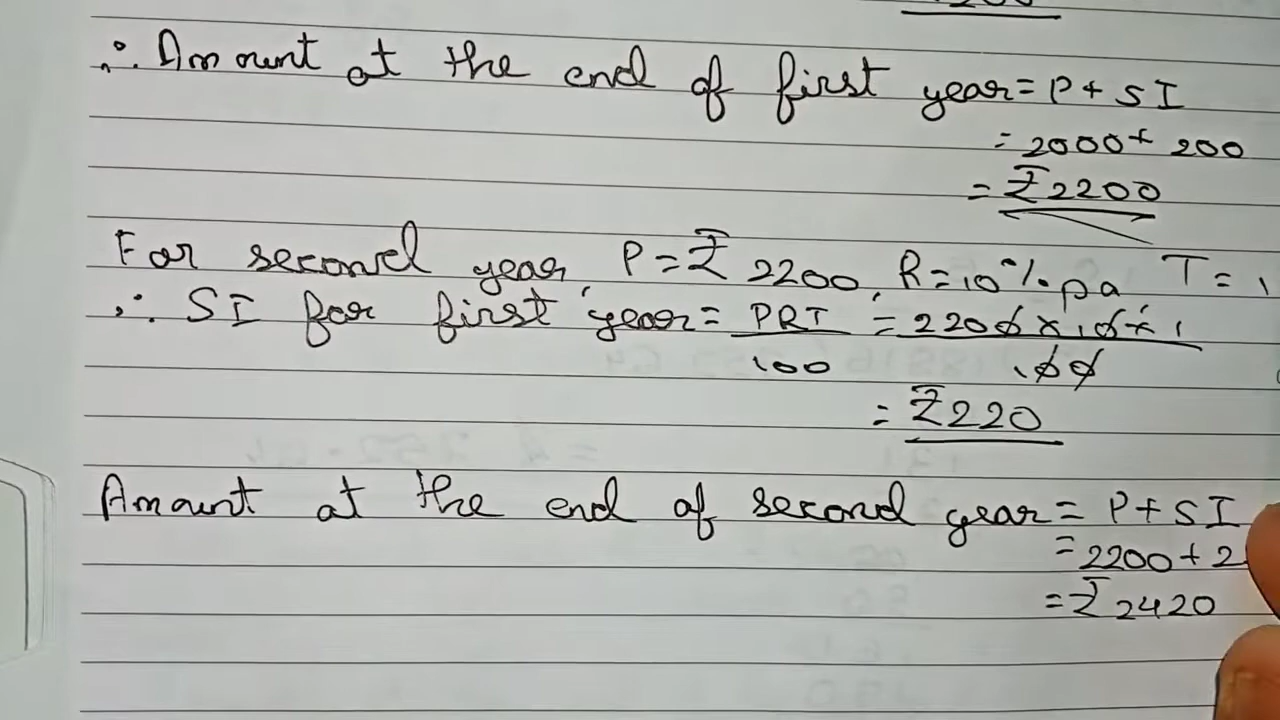 ∴ Amount at the end of first year = P + SI
= 2000 + 200
= ₹2200
For second year, P = ₹ 2200, R = 10% pa T = 1
∴ SI for first year = PRT/100 = 2200 x 10 x 1/100
= ₹220
Amount at the end of second year = P + SI
= 2200 + 2
= ₹2420